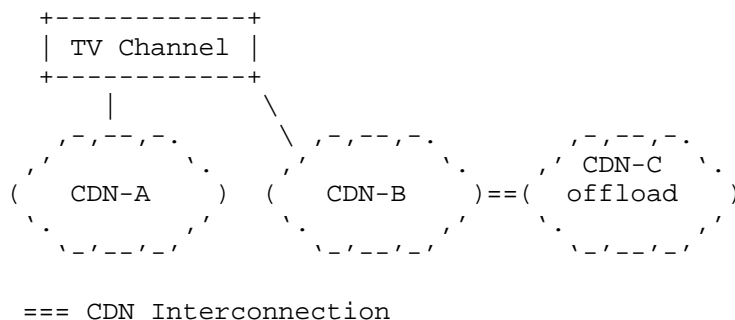 TV Channel
CDN-C
CDN-A CDN-B offload
=== CDN Interconnection